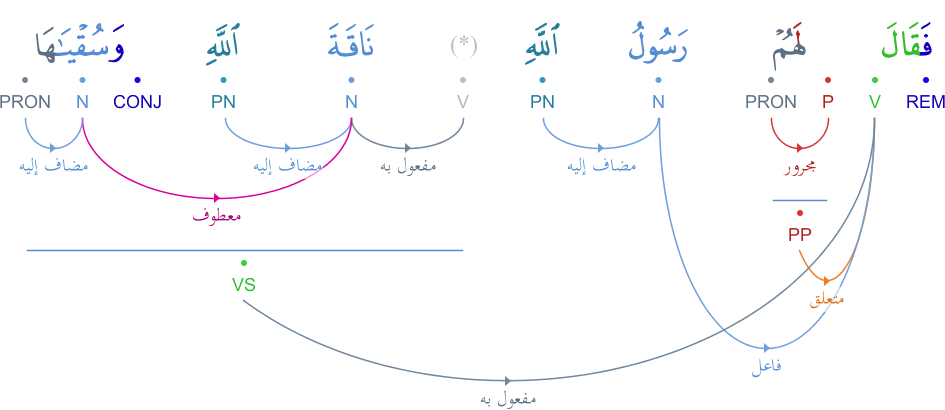 فَقَالَ لَهُمْ رَسُولُ ٱللَّهِ (*) نَاقَةَ ٱللَّهِ وَسُقْيَـٰهَا
REM V P PRON N PN V N PN CONJ N PRON
مجرور مضاف إليه مفعول به مضاف إليه مضاف إليه
معطوف
PP
VS
متعلق
فاعل
مفعول به